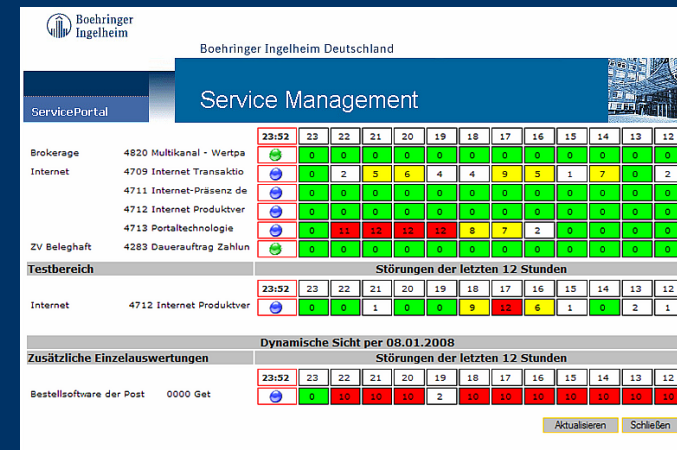 Boehringer
Ingelheim
Boehringer Ingelheim Deutschland
ServicePortal
Service Management
23:52 23 22 21 20 19 18 17 16 15 14 13 12
Brokerage 4820 Multikanal - Wertpa 0 0 0 0 0 0 0 0 0 0 0 0
Internet 4709 Internet Transaktio 0 2 5 6 4 4 9 5 1 7 0 2
4711 Internet-Präsenz de 0 0 0 0 0 0 0 0 0 0 0 0
4712 Internet Produktver 0 0 0 0 0 0 0 0 0 0 0 0
4713 Portaltechnologie 0 11 12 12 12 8 7 2 0 0 0 0
ZV Beleghaft 4283 Dauerauftrag Zahlun 0 0 0 0 0 0 0 0 0 0 0 0
Testbereich Störungen der letzten 12 Stunden
23:52 23 22 21 20 19 18 17 16 15 14 13 12
Internet 4712 Internet Produktver 0 0 1 0 0 9 12 6 1 0 2 1
Dynamische Sicht per 08.01.2008
Zusätzliche Einzelauswertungen Störungen der letzten 12 Stunden
23:52 23 22 21 20 19 18 17 16 15 14 13 12
Bestellsoftware der Post 0000 Get 0 10 10 10 2 10 10 10 10 10 10 10
Aktualisieren Schließen